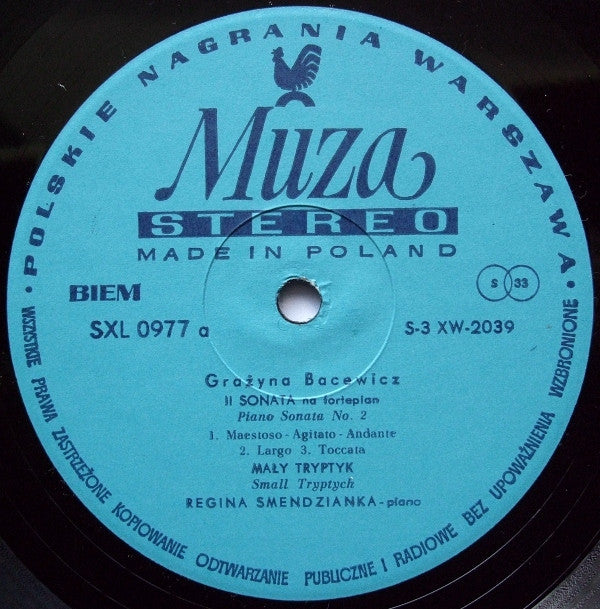 • POLSKIE NAGRANIA WARSZAWA •
Muza
STEREO
MADE IN POLAND
BIEM
S 33
SXL 0977 a
S-3 XW-2039
Grażyna Bacewicz
II SONATA na fortepian
Piano Sonata No. 2
1. Maestoso - Agitato - Andante
2. Largo 3. Toccata
MAŁY TRYPTYK
Small Tryptych
REGINA SMENDZIANKA - piano
WSZYSTKIE PRAWA ZASTRZEŻONE KOPIOWANIE ODTWARZANIE PUBLICZNE I RADIOWE BEZ UPOWAŻNIENIA WZBRONIONE